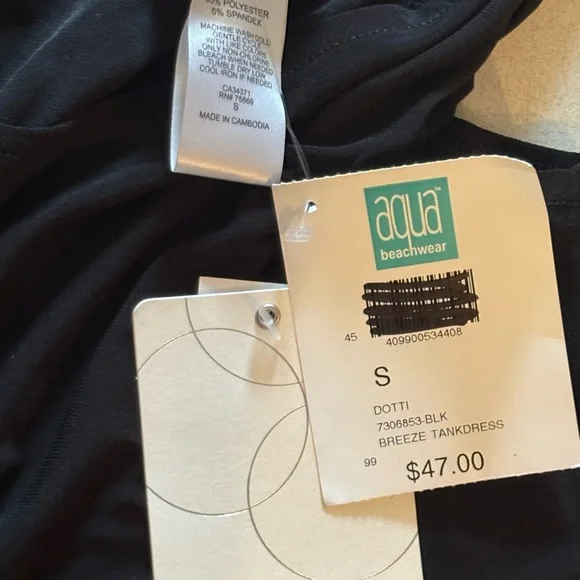 POLYESTER
5% SPANDEX
MACHINE WASH COLD
GENTLE CYCLE
WITH LIKE COLORS
ONLY NON-CHLORINE
BLEACH WHEN NEEDED
TUMBLE DRY LOW
COOL IRON IF NEEDED
CA34371
RN# 75869
S
MADE IN CAMBODIA
aqua™
beachwear
45
409900534408
S
DOTTI
7306853-BLK
BREEZE TANKDRESS
99
$47.00